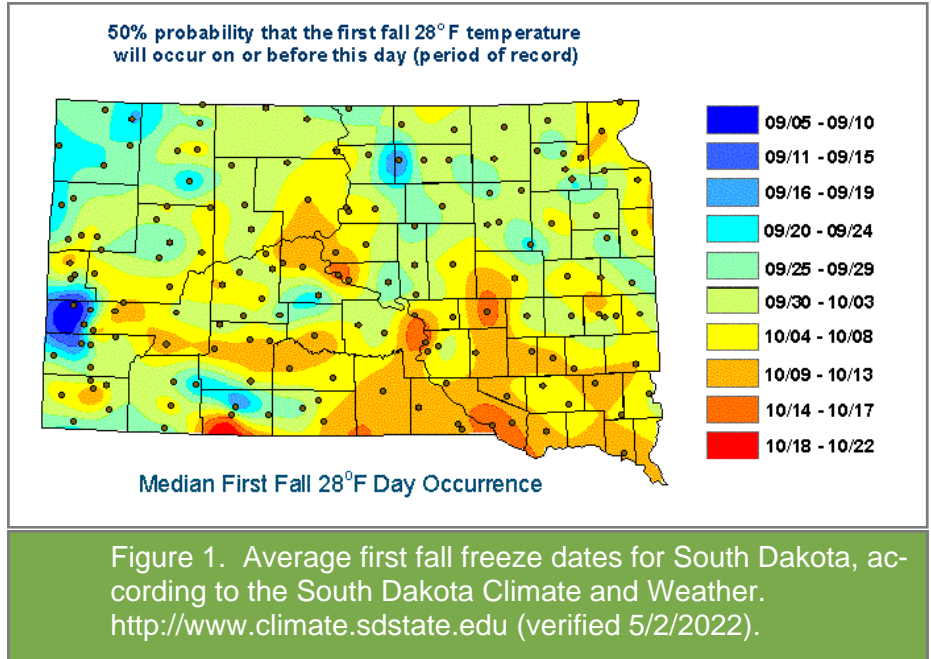 50% probability that the first fall 28°F temperature
will occur on or before this day (period of record)
09/05 - 09/10
09/11 - 09/15
09/16 - 09/19
09/20 - 09/24
09/25 - 09/29
09/30 - 10/03
10/04 - 10/08
10/09 - 10/13
10/14 - 10/17
10/18 - 10/22
Median First Fall 28°F Day Occurrence
Figure 1.  Average first fall freeze dates for South Dakota, ac-
cording to the South Dakota Climate and Weather.
http://www.climate.sdstate.edu (verified 5/2/2022).